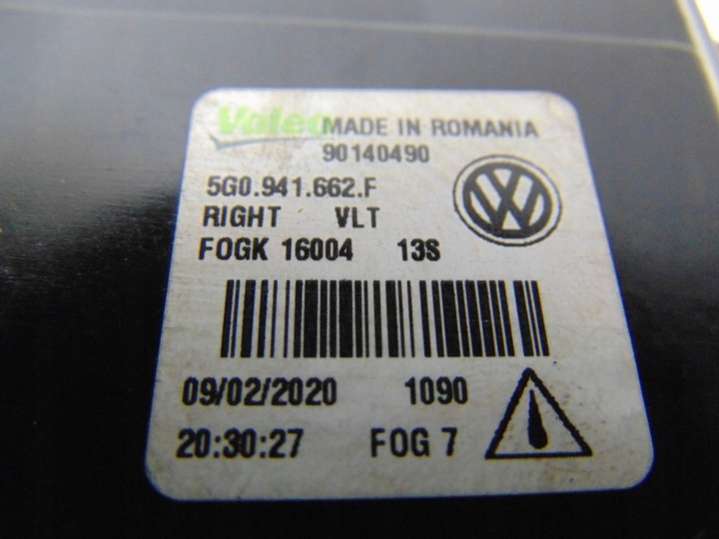 Valeo MADE IN ROMANIA
90140490
5G0.941.662.F
RIGHT VLT
FOGK 16004 13S
09/02/2020 1090
20:30:27 FOG 7